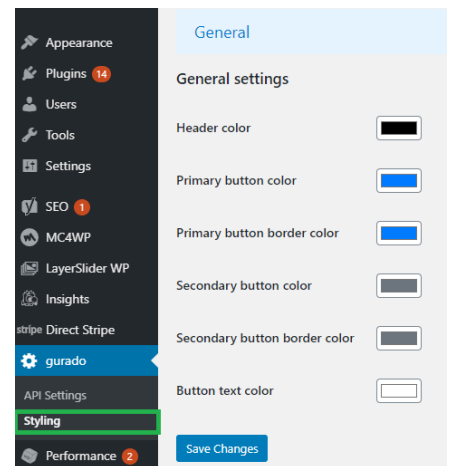 Appearance
Plugins 14
Users
Tools
Settings
SEO 1
MC4WP
LayerSlider WP
Insights
stripe Direct Stripe
gurado
API Settings
Styling
Performance 2
General
General settings
Header color
Primary button color
Primary button border color
Secondary button color
Secondary button border color
Button text color
Save Changes